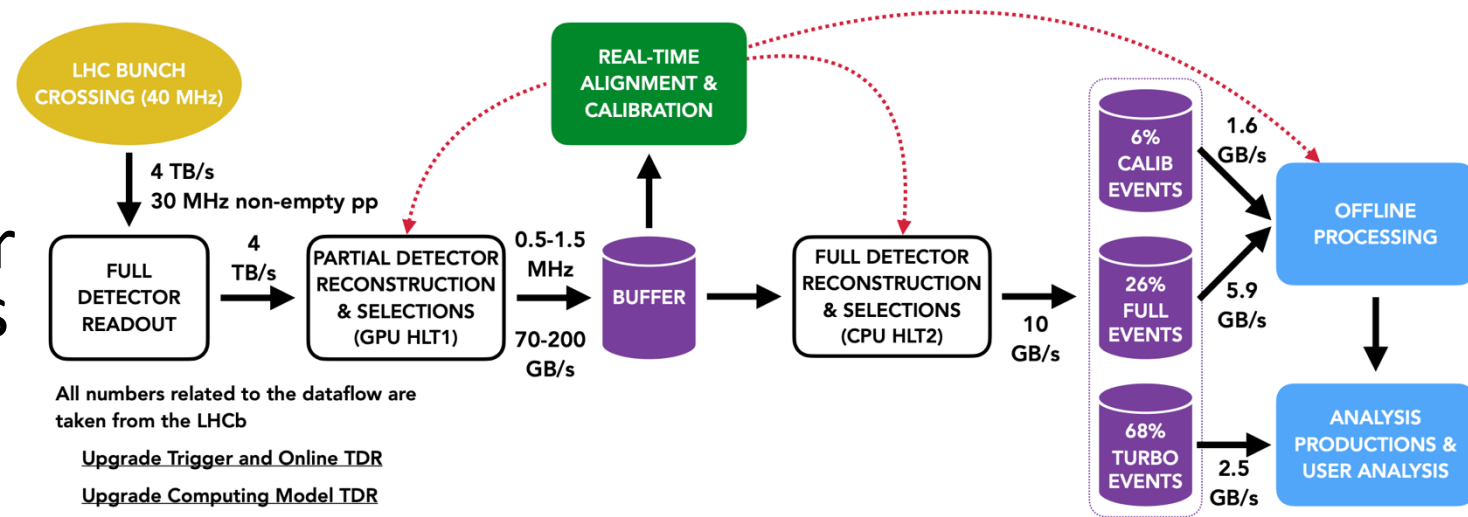 LHC BUNCH
CROSSING (40 MHz)
4 TB/s
30 MHz non-empty pp
r
s
FULL
DETECTOR
READOUT
4
TB/s
PARTIAL DETECTOR
RECONSTRUCTION
& SELECTIONS
(GPU HLT1)
0.5-1.5
MHz
70-200
GB/s
REAL-TIME
ALIGNMENT &
CALIBRATION
BUFFER
FULL DETECTOR
RECONSTRUCTION
& SELECTIONS
(CPU HLT2)
10
GB/s
6%
CALIB
EVENTS
1.6
GB/s
26%
FULL
EVENTS
5.9
GB/s
68%
TURBO
EVENTS
2.5
GB/s
OFFLINE
PROCESSING
ANALYSIS
PRODUCTIONS &
USER ANALYSIS
All numbers related to the dataflow are
taken from the LHCb
Upgrade Trigger and Online TDR
Upgrade Computing Model TDR